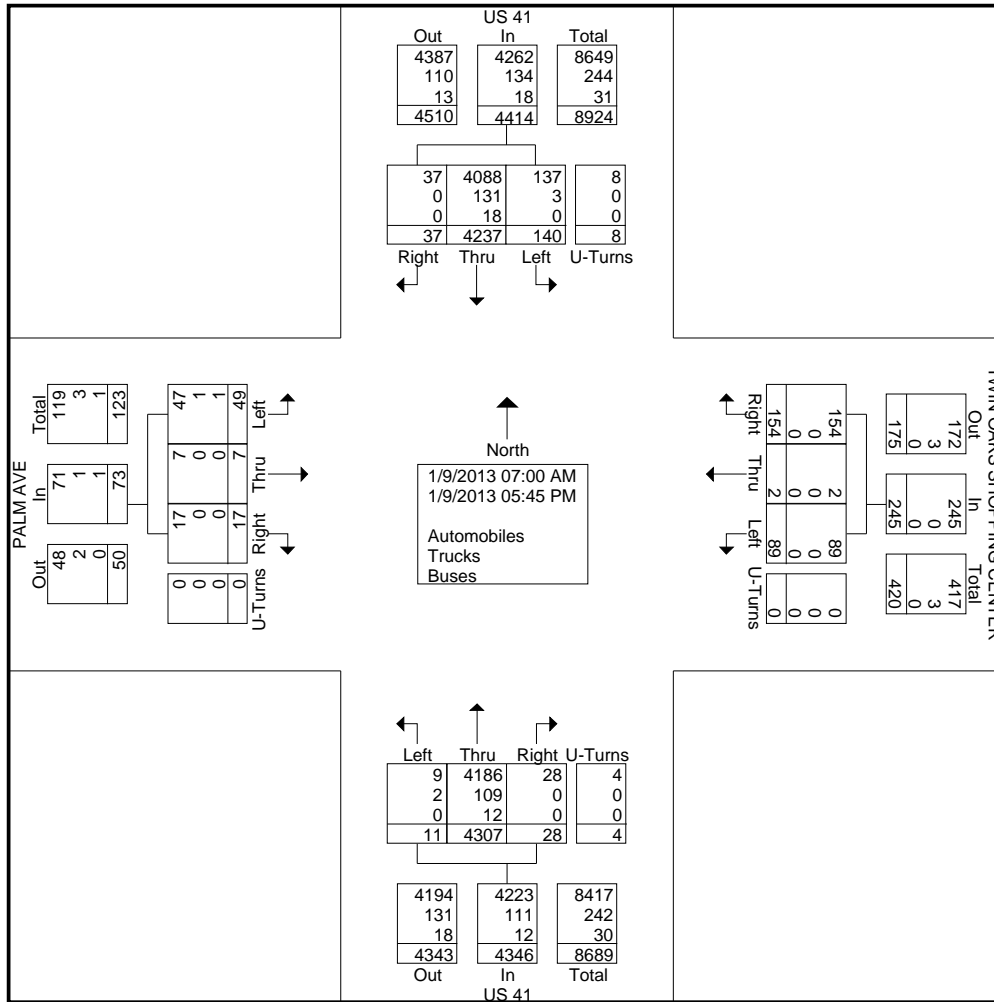 US 41
Out In Total
4387 4262 8649
110 134 244
13 18 31
4510 4414 8924
37 4088 137 8
0 131 3 0
0 18 0 0
37 4237 140 8
Right Thru Left U-Turns
PALM AVE
Out In Total
48 71 119
2 1 3
0 1 1
50 73 123
Left Thru Right U-Turns
47 7 17 0
1 0 0 0
1 0 0 0
49 7 17 0
North
1/9/2013 07:00 AM
1/9/2013 05:45 PM
Automobiles
Trucks
Buses
TWIN OAKS SHOPPING CENTER
Out In Total
172 245 417
3 0 3
0 0 0
175 245 420
Right Thru Left U-Turns
154 2 89 0
0 0 0 0
0 0 0 0
154 2 89 0
Left Thru Right U-Turns
9 4186 28 4
2 109 0 0
0 12 0 0
11 4307 28 4
4194 4223 8417
131 111 242
18 12 30
4343 4346 8689
Out In Total
US 41